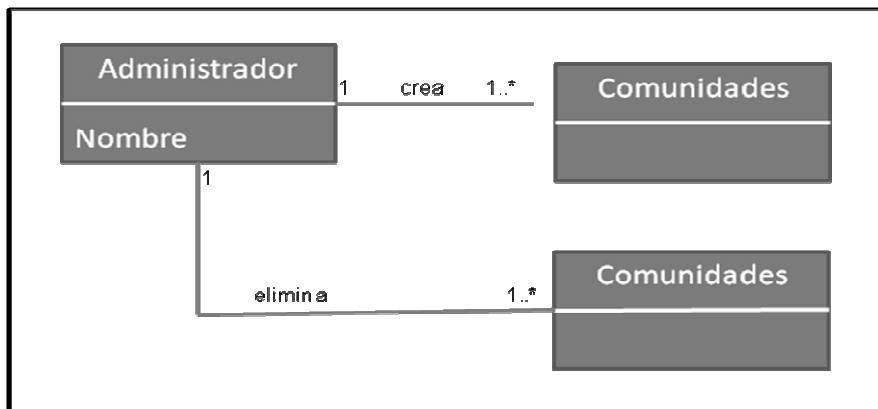 Administrador
Nombre
1 crea 1..*
Comunidades
1
elimina 1..*
Comunidades